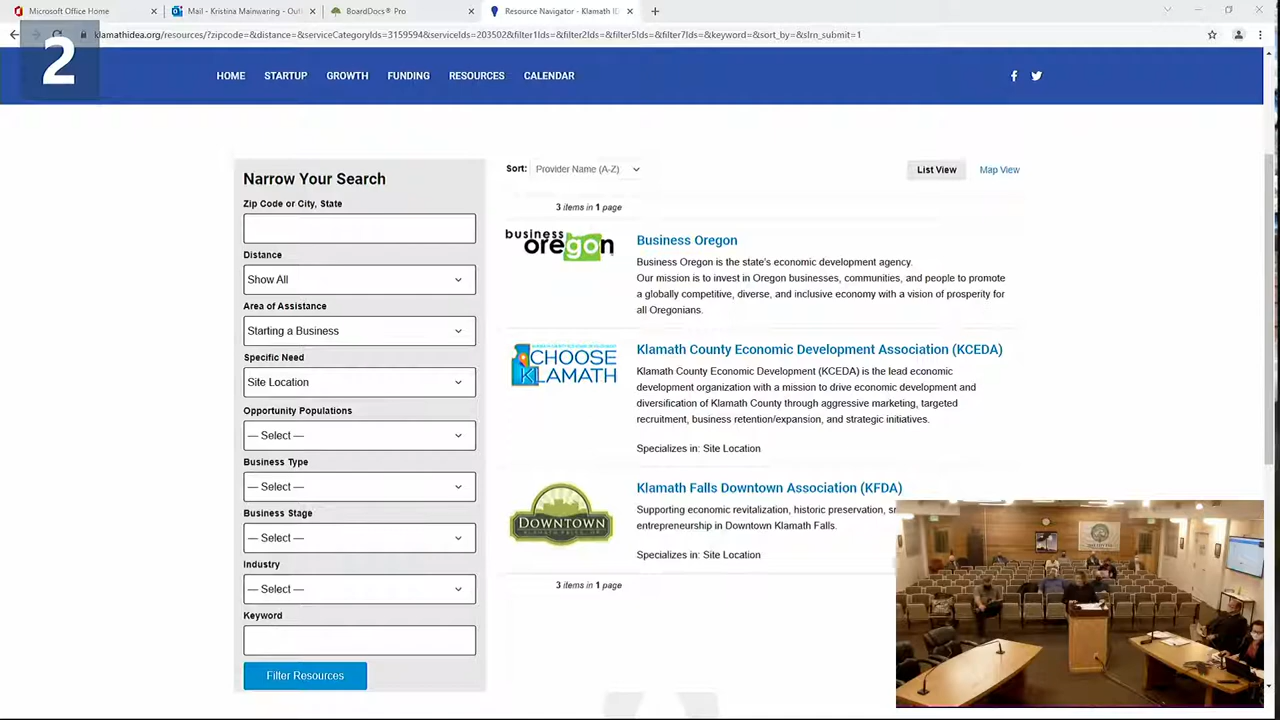 Microsoft Office Home
Mail - Kristina Mainwaring - Out
BoardDocs® Pro
Resource Navigator - Klamath ID
klamathidea.org/resources/?zipcode=&distance=&serviceCategoryIds=3159594&serviceIds=203502&filter1Ids=&filter2Ids=&filter5Ids=&filter7Ids=&keyword=&sort_by=&slrn_submit=1
2
HOME STARTUP GROWTH FUNDING RESOURCES CALENDAR
Narrow Your Search
Zip Code or City, State
Distance
Show All
Area of Assistance
Starting a Business
Specific Need
Site Location
Opportunity Populations
— Select —
Business Type
— Select —
Business Stage
— Select —
Industry
— Select —
Keyword
Filter Resources
Sort: Provider Name (A-Z)
List View Map View
3 items in 1 page
business
oregon
Business Oregon
Business Oregon is the state's economic development agency.
Our mission is to invest in Oregon businesses, communities, and people to promote
a globally competitive, diverse, and inclusive economy with a vision of prosperity for
all Oregonians.
CHOOSE
KLAMATH
Klamath County Economic Development Association (KCEDA)
Klamath County Economic Development (KCEDA) is the lead economic
development organization with a mission to drive economic development and
diversification of Klamath County through aggressive marketing, targeted
recruitment, business retention/expansion, and strategic initiatives.
Specializes in: Site Location
DOWNTOWN
Klamath Falls Downtown Association (KFDA)
Supporting economic revitalization, historic preservation,
entrepreneurship in Downtown Klamath Falls.
Specializes in: Site Location
3 items in 1 page